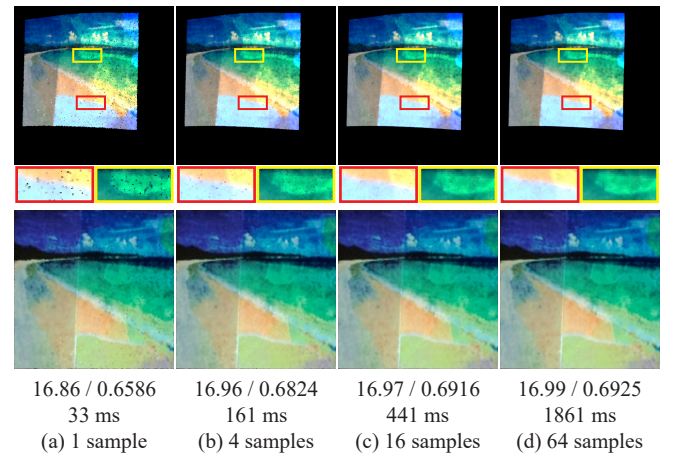 16.86 / 0.6586 16.96 / 0.6824 16.97 / 0.6916 16.99 / 0.6925
33 ms 161 ms 441 ms 1861 ms
(a) 1 sample (b) 4 samples (c) 16 samples (d) 64 samples